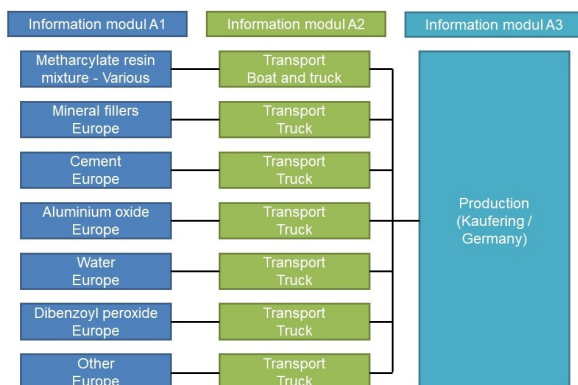 Information modul A1
Information modul A2
Information modul A3
Metharcylate resin
mixture - Various
Transport
Boat and truck
Mineral fillers
Europe
Transport
Truck
Cement
Europe
Transport
Truck
Aluminium oxide
Europe
Transport
Truck
Water
Europe
Transport
Truck
Dibenzoyl peroxide
Europe
Transport
Truck
Other
Europe
Transport
Truck
Production
(Kaufering /
Germany)